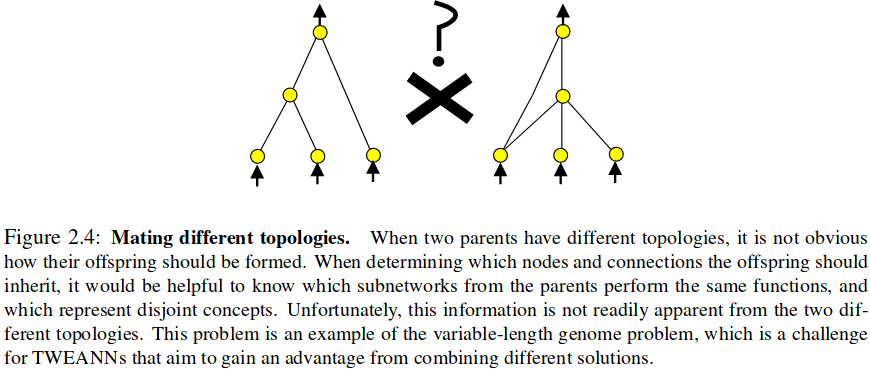 ?
Figure 2.4: Mating different topologies. When two parents have different topologies, it is not obvious
how their offspring should be formed. When determining which nodes and connections the offspring should
inherit, it would be helpful to know which subnetworks from the parents perform the same functions, and
which represent disjoint concepts. Unfortunately, this information is not readily apparent from the two dif-
ferent topologies. This problem is an example of the variable-length genome problem, which is a challenge
for TWEANNs that aim to gain an advantage from combining different solutions.